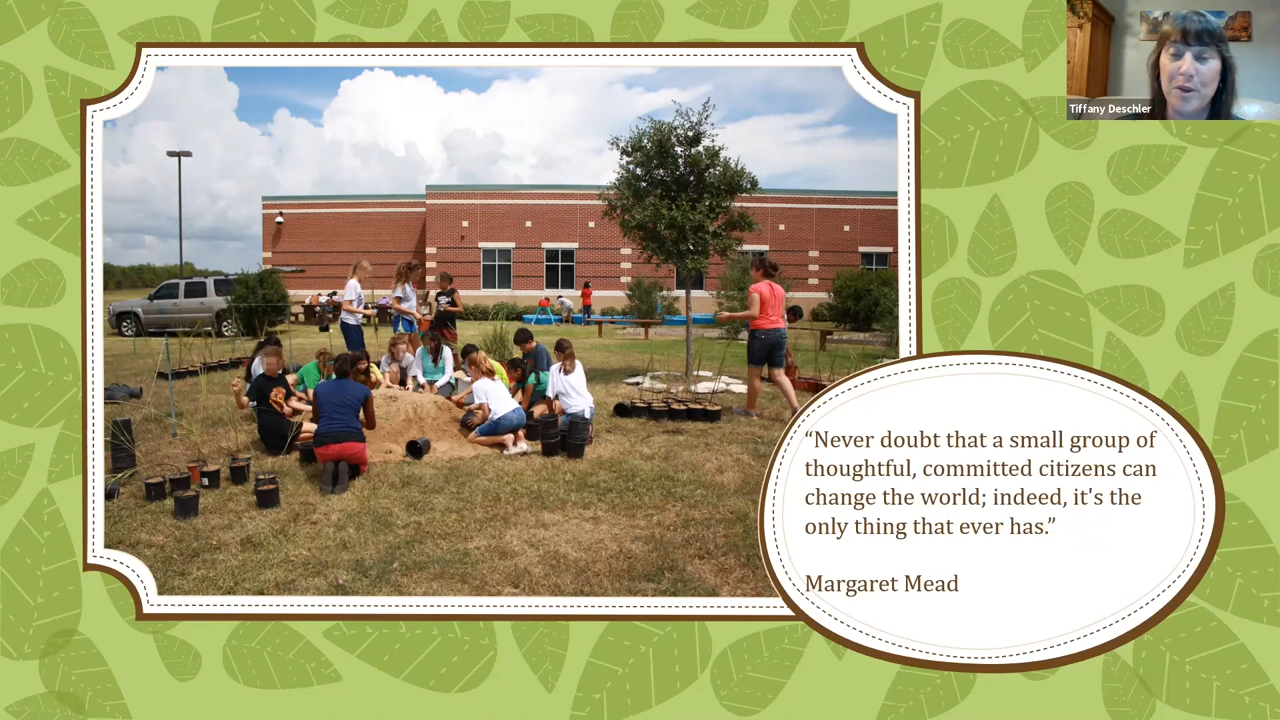 Tiffany Deschler
“Never doubt that a small group of
thoughtful, committed citizens can
change the world; indeed, it's the
only thing that ever has.”
Margaret Mead